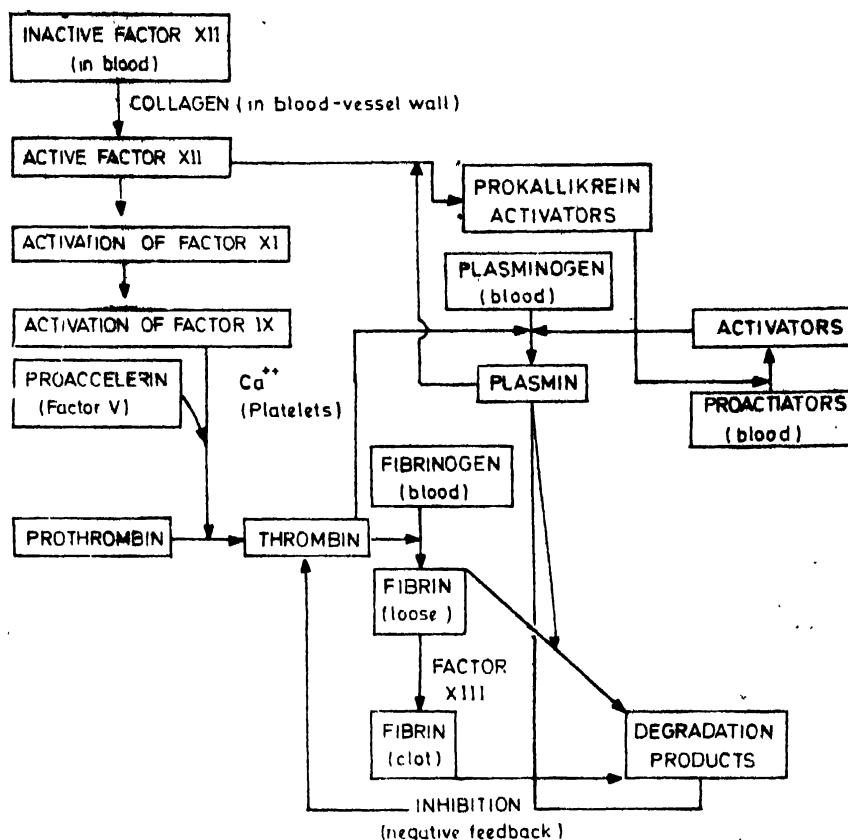 INACTIVE FACTOR XII
(in blood)
COLLAGEN (in blood-vessel wall)
ACTIVE FACTOR XII
PROKALLIKREIN
ACTIVATORS
ACTIVATION OF FACTOR XI
PLASMINOGEN
(blood)
ACTIVATION OF FACTOR IX
ACTIVATORS
PROACCELERIN
(Factor V)
Ca++
(Platelets)
PLASMIN
PROACTIATORS
(blood)
FIBRINOGEN
(blood)
PROTHROMBIN
THROMBIN
FIBRIN
(loose)
FACTOR
XIII
FIBRIN
(clot)
DEGRADATION
PRODUCTS
INHIBITION
(negative feedback)